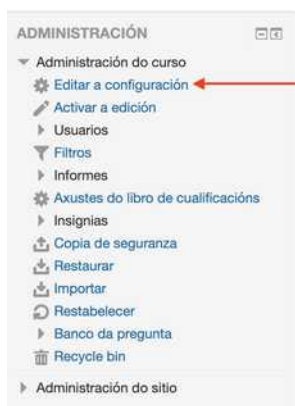 ADMINISTRACIÓN
Administración do curso
Editar a configuración
Activar a edición
Usuarios
Filtros
Informes
Axustes do libro de cualificacións
Insignias
Copia de seguranza
Restaurar
Importar
Restabelecer
Banco da pregunta
Recycle bin
Administración do sitio